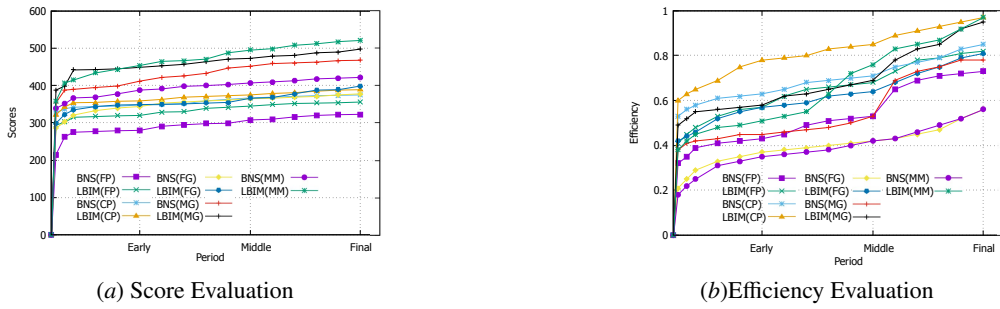 600
500
400
300
200
100
0
Scores
BNS(FP)
LBIM(FP)
BNS(CP)
LBIM(CP)
BNS(FG)
LBIM(FG)
BNS(MG)
LBIM(MG)
BNS(MM)
LBIM(MM)
Early
Middle
Final
Period
(a) Score Evaluation
1
0.8
0.6
0.4
0.2
0
Efficiency
BNS(FP)
LBIM(FP)
BNS(CP)
LBIM(CP)
BNS(FG)
LBIM(FG)
BNS(MG)
LBIM(MG)
BNS(MM)
LBIM(MM)
Early
Middle
Final
Period
(b)Efficiency Evaluation